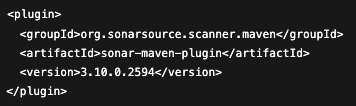 <plugin>
  <groupId>org.sonarsource.scanner.maven</groupId>
  <artifactId>sonar-maven-plugin</artifactId>
  <version>3.10.0.2594</version>
</plugin>